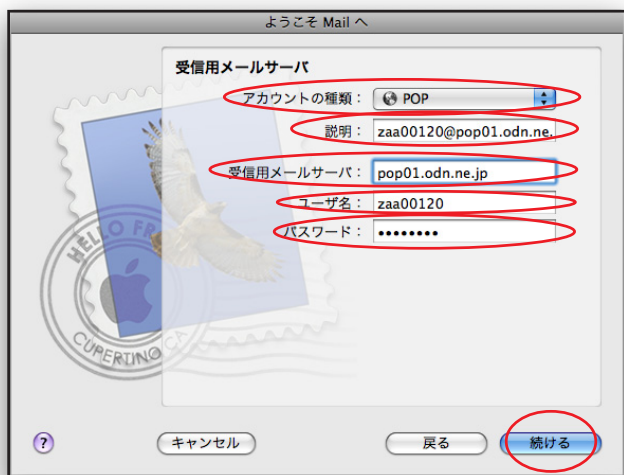 ようこそ Mail へ
受信用メールサーバ
アカウントの種類： POP
説明： zaa00120@pop01.odn.ne.
受信用メールサーバ： pop01.odn.ne.jp
ユーザ名： zaa00120
パスワード： ••••••••
HELLO FR
CUPERTINO CA
? キャンセル 戻る 続ける